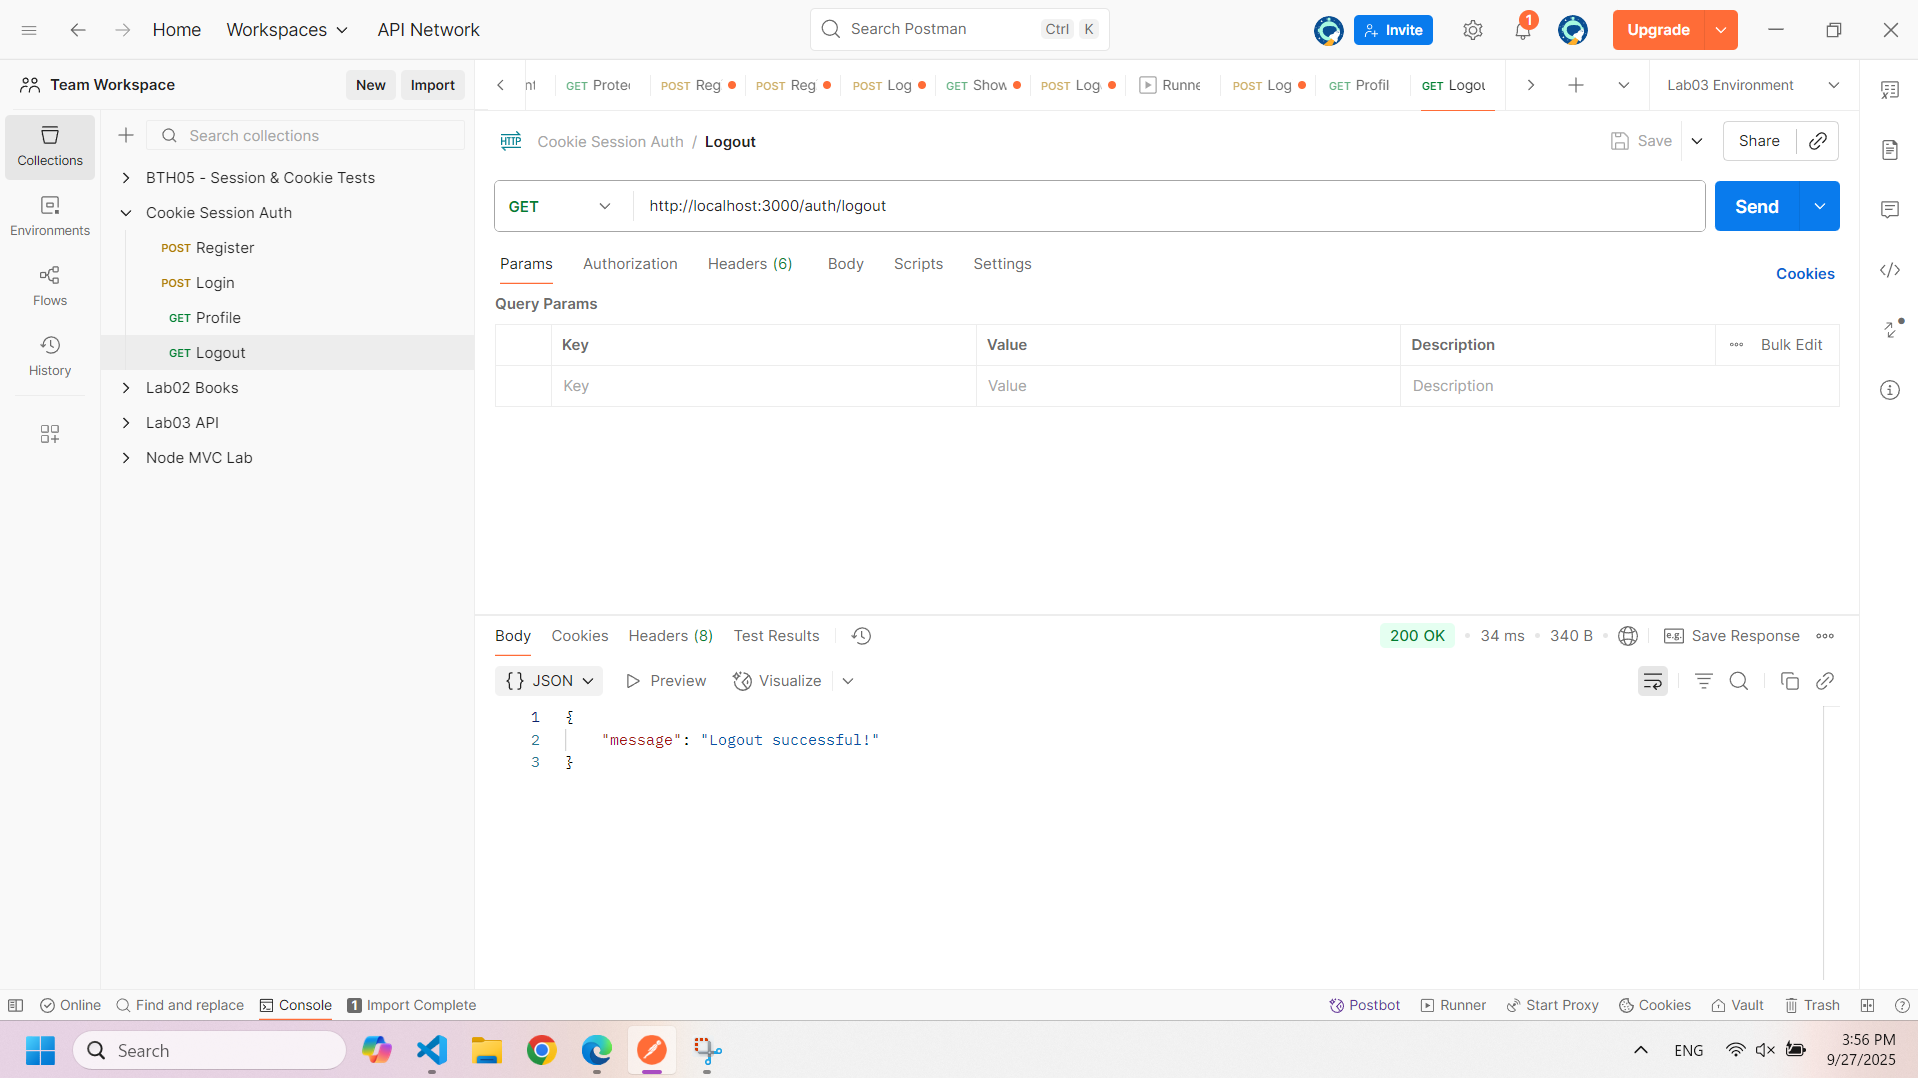 Home Workspaces API Network Search Postman Ctrl K Invite 1 Upgrade
Team Workspace New Import
nt GET Protec POST Reg POST Reg POST Log GET Show POST Log Runne POST Log GET Profil GET Logou Lab03 Environment
Collections
Environments
Flows
History
Search collections
BTH05 - Session & Cookie Tests
Cookie Session Auth
POST Register
POST Login
GET Profile
GET Logout
Lab02 Books
Lab03 API
Node MVC Lab
HTTP Cookie Session Auth / Logout Save Share
GET http://localhost:3000/auth/logout Send
Params Authorization Headers (6) Body Scripts Settings Cookies
Query Params
Key Value Description Bulk Edit
Key Value Description
Body Cookies Headers (8) Test Results 200 OK 34 ms 340 B e.g. Save Response
{} JSON Preview Visualize
1 {
2 "message": "Logout successful!"
3 }
Online Find and replace Console 1 Import Complete Postbot Runner Start Proxy Cookies Vault Trash
Search ENG 3:56 PM
9/27/2025